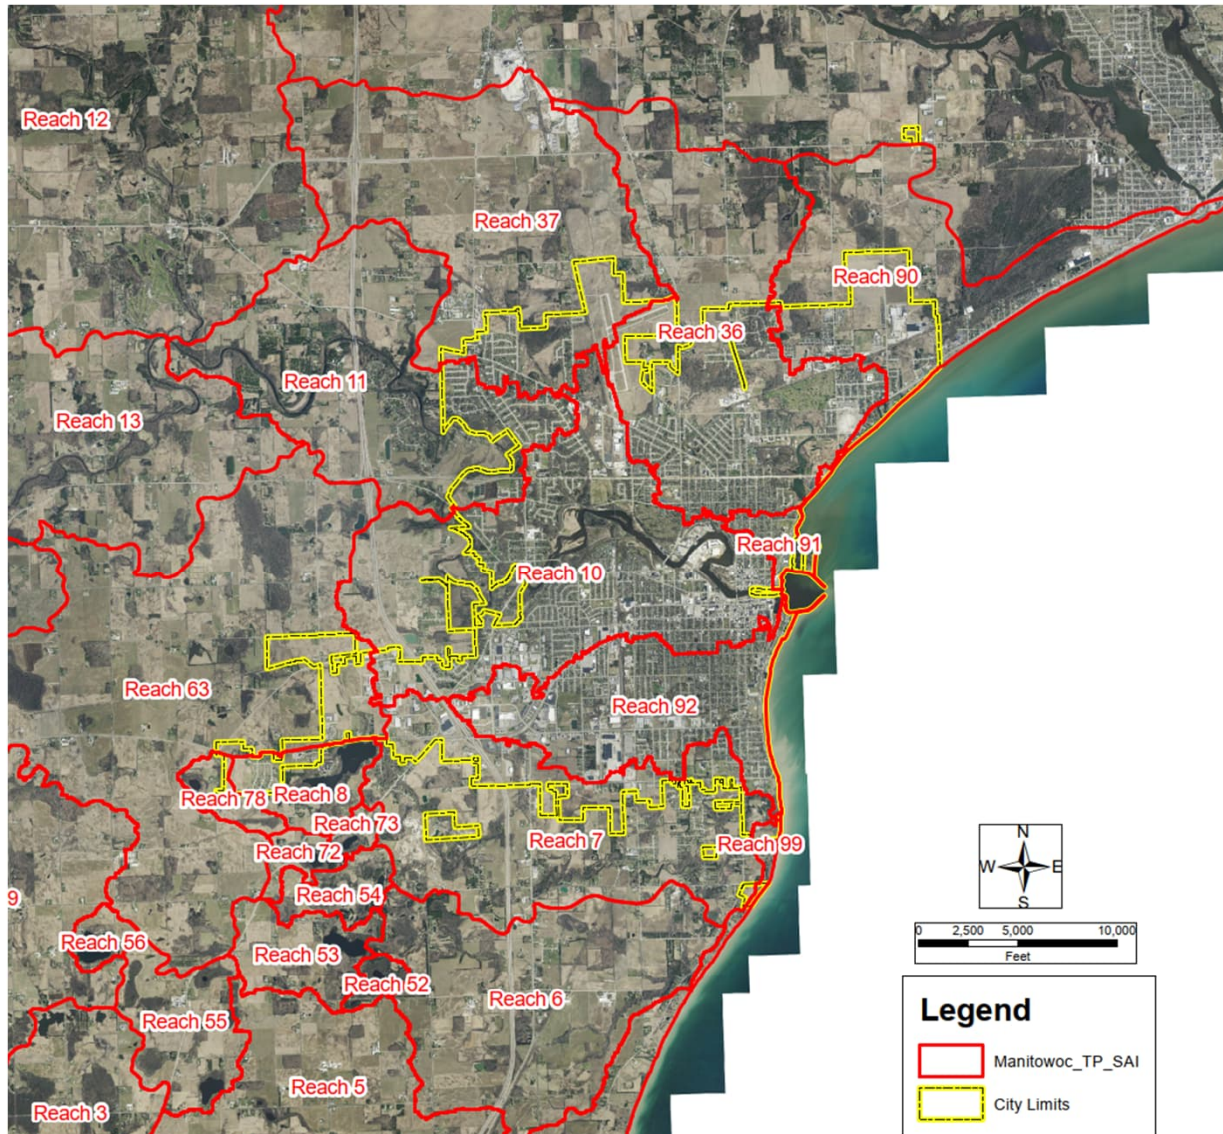 Reach 12
Reach 37
Reach 90
Reach 36
Reach 11
Reach 13
Reach 91
Reach 10
Reach 63
Reach 92
Reach 78
Reach 8
Reach 73
Reach 7
Reach 99
Reach 72
Reach 54
9
Reach 56
Reach 53
Reach 52
Reach 6
Reach 55
Reach 5
Reach 3
N
W
E
S
0 2,500 5,000 10,000
Feet
Legend
Manitowoc_TP_SAI
City Limits